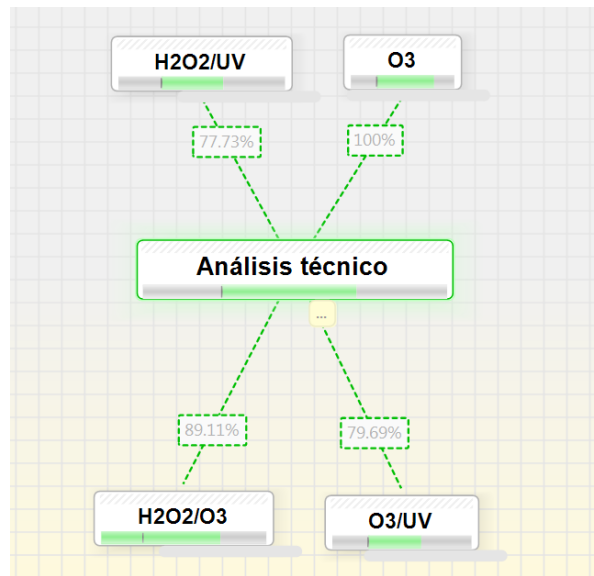 H2O2/UV
O3
77.73%
100%
Análisis técnico
...
89.11%
79.69%
H2O2/O3
O3/UV